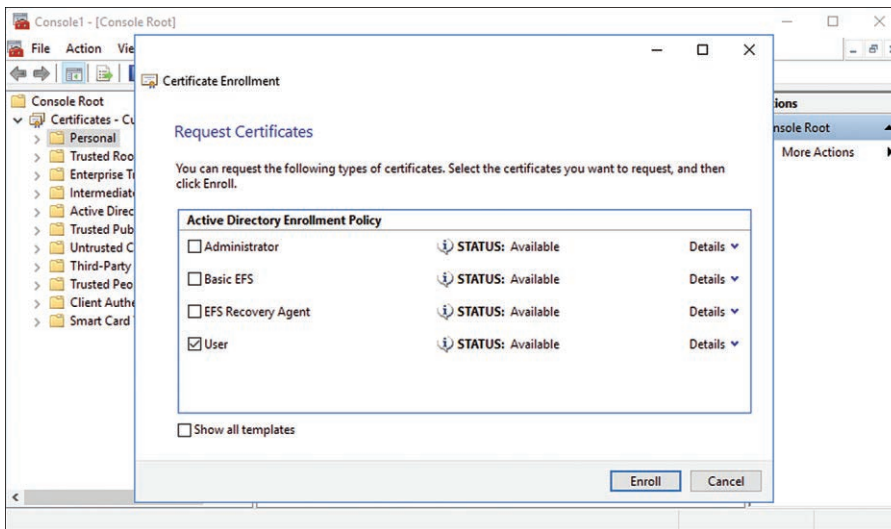 Console1 - [Console Root]
File Action Vie
Certificate Enrollment
Console Root
Certificates - Cu
Personal
Trusted Roo
Enterprise Tr
Intermediate
Active Direc
Trusted Pub
Untrusted C
Third-Party
Trusted Peo
Client Authe
Smart Card
Request Certificates
You can request the following types of certificates. Select the certificates you want to request, and then
click Enroll.
Active Directory Enrollment Policy
Administrator STATUS: Available Details
Basic EFS STATUS: Available Details
EFS Recovery Agent STATUS: Available Details
User STATUS: Available Details
Show all templates
Enroll Cancel
ions
nsole Root
More Actions